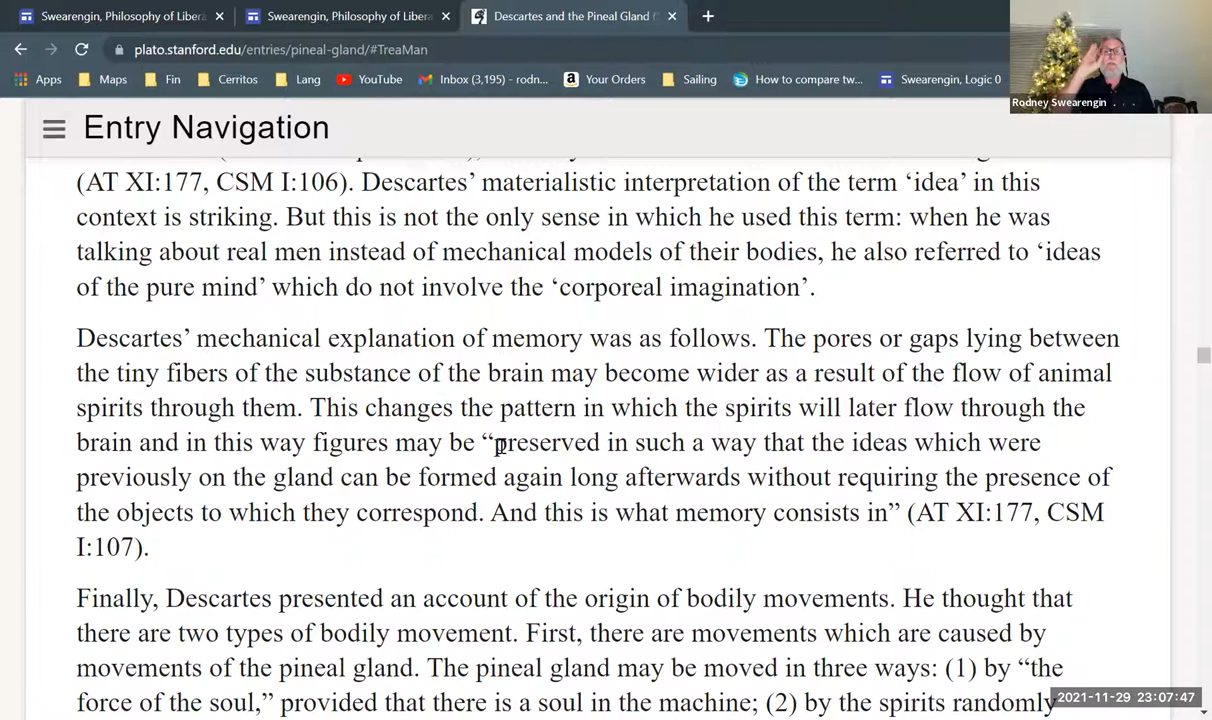 Swearengin, Philosophy of Libera
Swearengin, Philosophy of Libera
Descartes and the Pineal Gland (
plato.stanford.edu/entries/pineal-gland/#TreaMan
Apps
Maps
Fin
Cerritos
Lang
YouTube
Inbox (3,195) - rodn...
Your Orders
Sailing
How to compare tw...
Swearengin, Logic 0
Rodney Swearengin
Entry Navigation
(AT XI:177, CSM I:106). Descartes’ materialistic interpretation of the term ‘idea’ in this
context is striking. But this is not the only sense in which he used this term: when he was
talking about real men instead of mechanical models of their bodies, he also referred to ‘ideas
of the pure mind’ which do not involve the ‘corporeal imagination’.
Descartes’ mechanical explanation of memory was as follows. The pores or gaps lying between
the tiny fibers of the substance of the brain may become wider as a result of the flow of animal
spirits through them. This changes the pattern in which the spirits will later flow through the
brain and in this way figures may be “preserved in such a way that the ideas which were
previously on the gland can be formed again long afterwards without requiring the presence of
the objects to which they correspond. And this is what memory consists in” (AT XI:177, CSM
I:107).
Finally, Descartes presented an account of the origin of bodily movements. He thought that
there are two types of bodily movement. First, there are movements which are caused by
movements of the pineal gland. The pineal gland may be moved in three ways: (1) by “the
force of the soul,” provided that there is a soul in the machine; (2) by the spirits randomly
2021-11-29 23:07:47